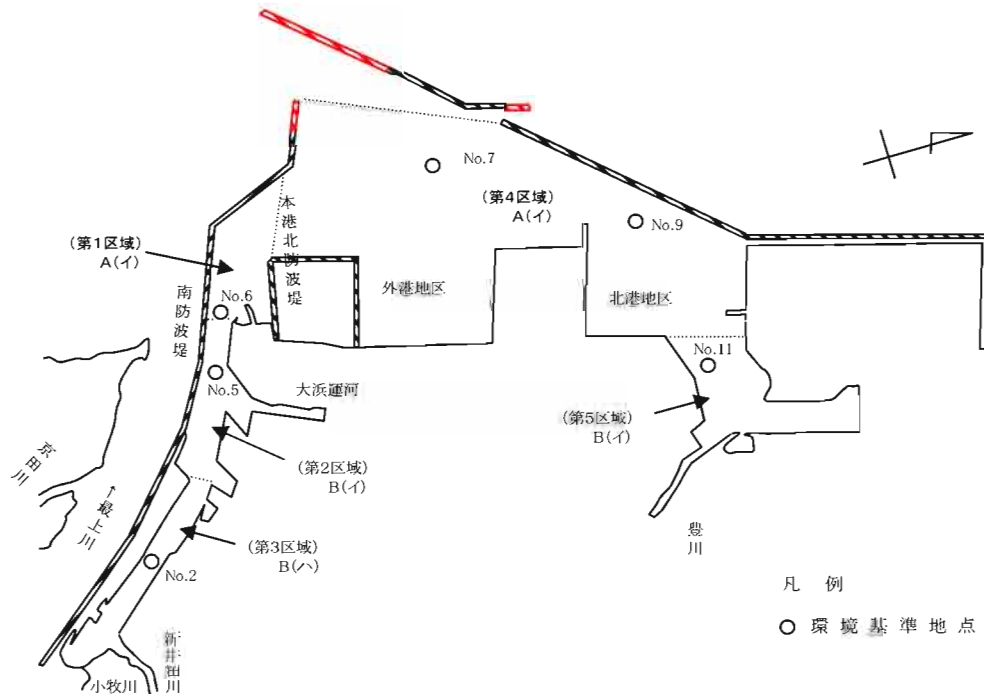 No.7
(第4区域)
A(イ)
No.9
本港北防波堤
(第1区域)
A(イ)
外港地区
北港地区
南防波堤
No.6
No.11
No.5
大浜運河
(第5区域)
B(イ)
京田川
(第2区域)
B(イ)
↑最上川
豊川
(第3区域)
B(ハ)
No.2
凡 例
新井田川
○ 環境基準地点
小牧川